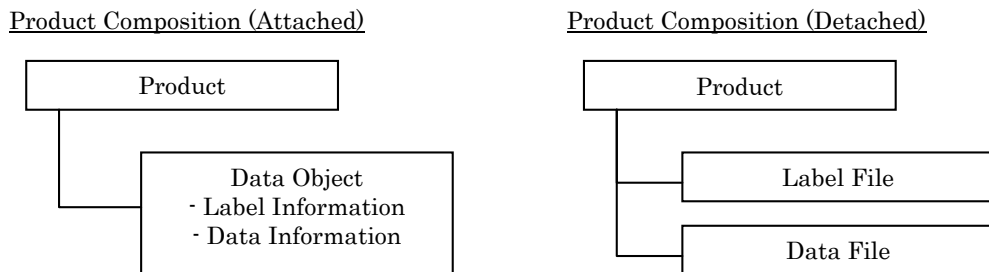 Product Composition (Attached)
Product
Data Object
- Label Information
- Data Information
Product Composition (Detached)
Product
Label File
Data File